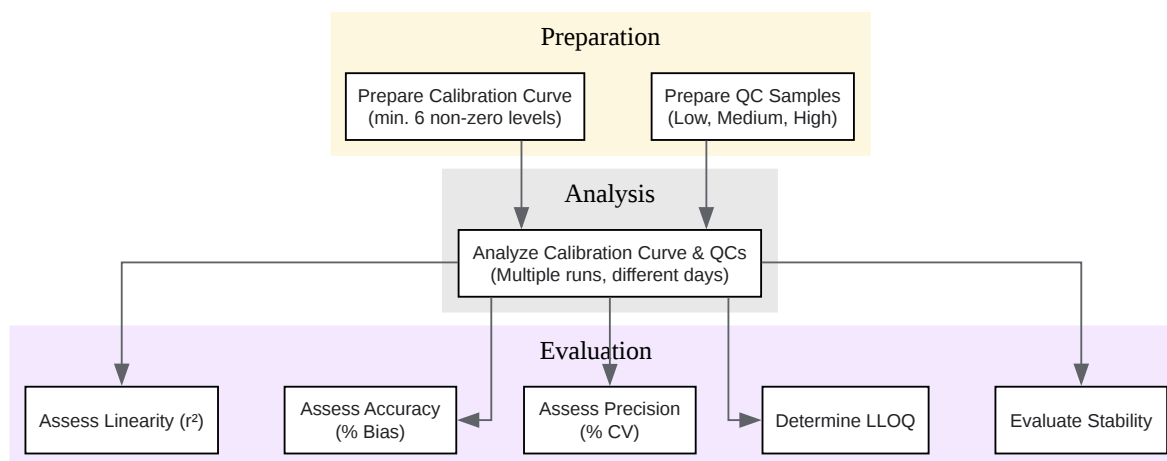 Preparation
Prepare Calibration Curve
(min. 6 non-zero levels)
Prepare QC Samples
(Low, Medium, High)
Analysis
Analyze Calibration Curve & QCs
(Multiple runs, different days)
Evaluation
Assess Linearity (r²)
Assess Accuracy
(% Bias)
Assess Precision
(% CV)
Determine LLOQ
Evaluate Stability